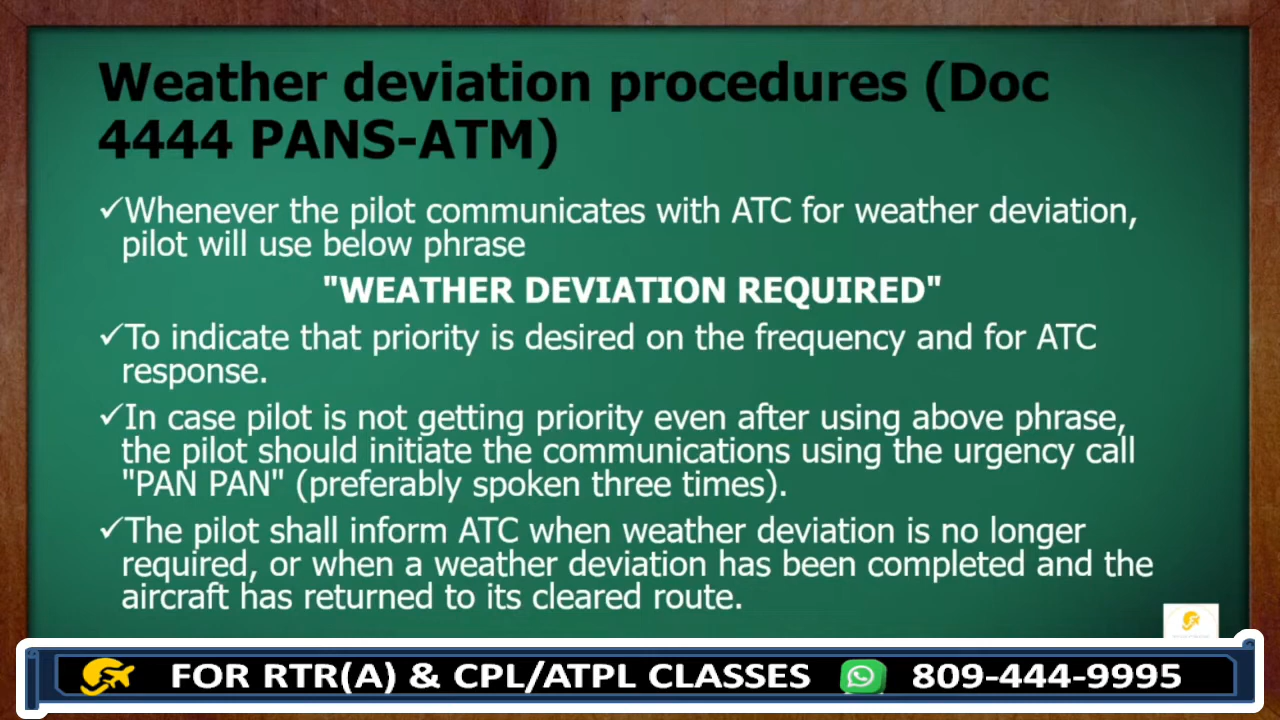 Weather deviation procedures (Doc
4444 PANS-ATM)
✓Whenever the pilot communicates with ATC for weather deviation,
pilot will use below phrase
"WEATHER DEVIATION REQUIRED"
✓To indicate that priority is desired on the frequency and for ATC
response.
✓In case pilot is not getting priority even after using above phrase,
the pilot should initiate the communications using the urgency call
"PAN PAN" (preferably spoken three times).
✓The pilot shall inform ATC when weather deviation is no longer
required, or when a weather deviation has been completed and the
aircraft has returned to its cleared route.
FOR RTR(A) & CPL/ATPL CLASSES 809-444-9995